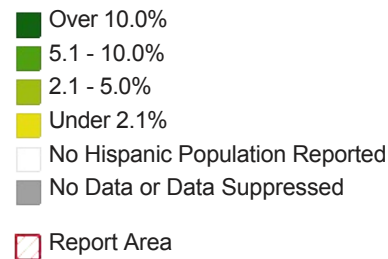 Over 10.0%
5.1 - 10.0%
2.1 - 5.0%
Under 2.1%
No Hispanic Population Reported
No Data or Data Suppressed
Report Area